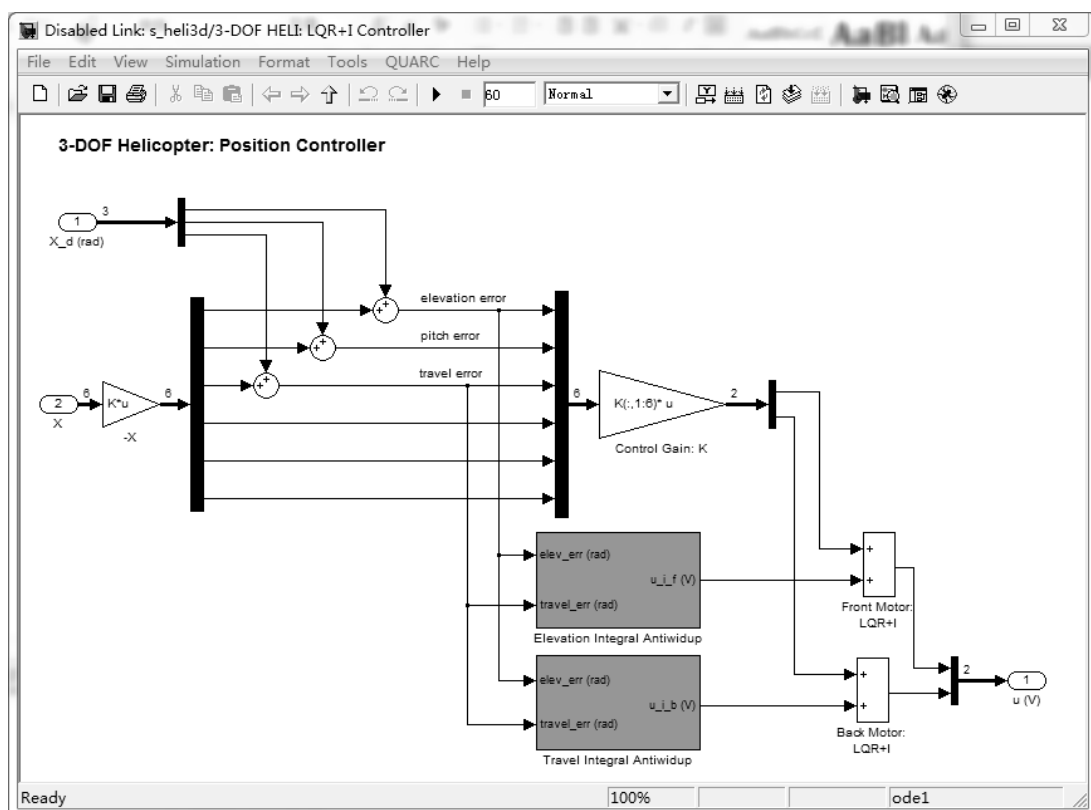 Disabled Link: s_heli3d/3-DOF HELI: LQR+I Controller
File Edit View Simulation Format Tools QUARC Help
60 Normal
3-DOF Helicopter: Position Controller
1
3
X_d (rad)
elevation error
pitch error
travel error
2
6
X
K*u
6
-X
6
K(:,1:6)* u
2
Control Gain: K
elev_err (rad)
travel_err (rad)
u_i_f (V)
Elevation Integral Antiwidup
elev_err (rad)
travel_err (rad)
u_i_b (V)
Travel Integral Antiwidup
Front Motor:
LQR+I
Back Motor:
LQR+I
2
1
u (V)
Ready 100% ode1